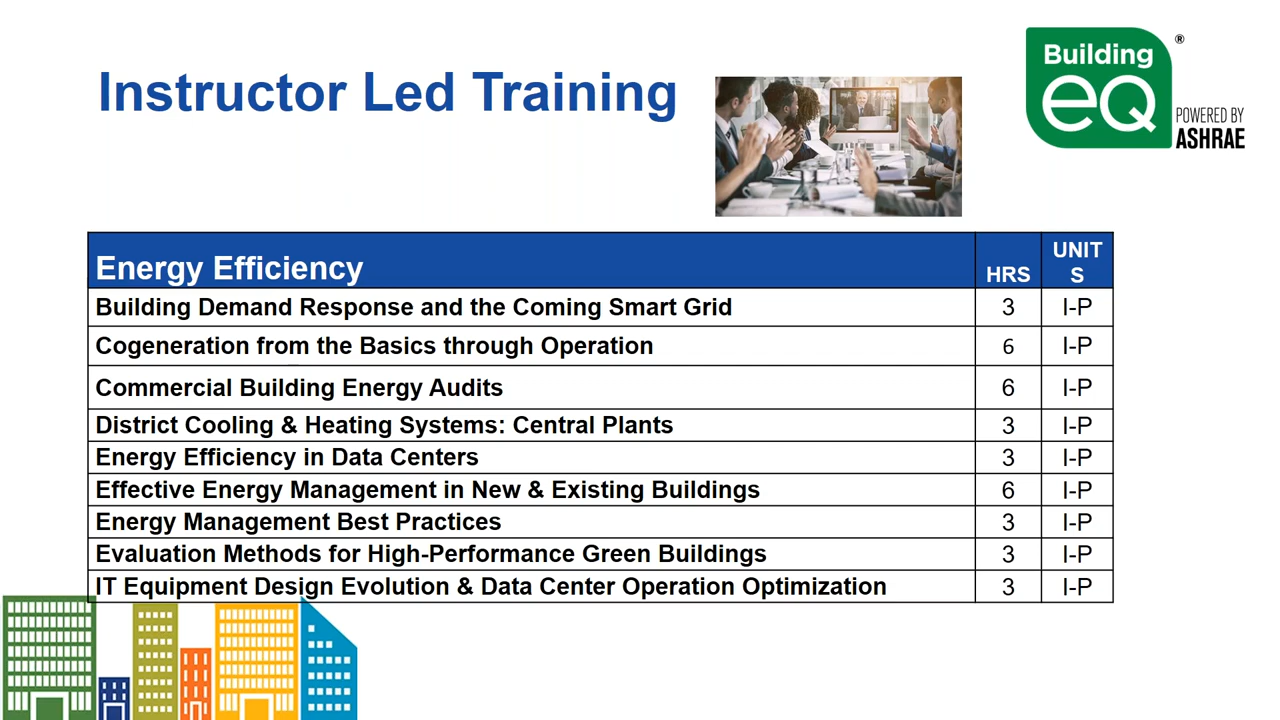 Instructor Led Training
Building
eQ
®
POWERED BY
ASHRAE
Energy Efficiency HRS UNIT
S
Building Demand Response and the Coming Smart Grid 3 I-P
Cogeneration from the Basics through Operation 6 I-P
Commercial Building Energy Audits 6 I-P
District Cooling & Heating Systems: Central Plants 3 I-P
Energy Efficiency in Data Centers 3 I-P
Effective Energy Management in New & Existing Buildings 6 I-P
Energy Management Best Practices 3 I-P
Evaluation Methods for High-Performance Green Buildings 3 I-P
IT Equipment Design Evolution & Data Center Operation Optimization 3 I-P